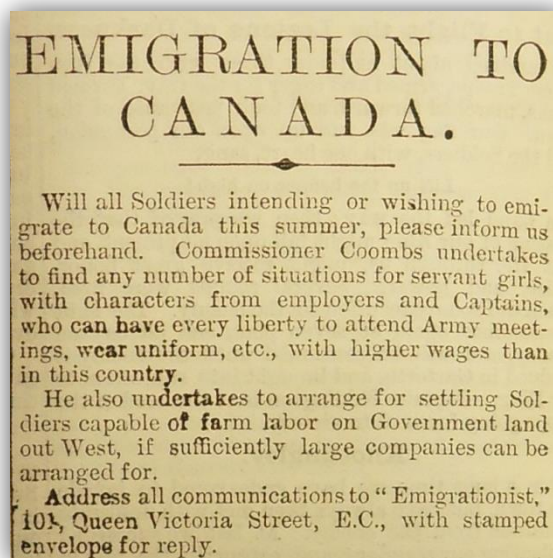 EMIGRATION TO
CANADA.
Will all Soldiers intending or wishing to emi-
grate to Canada this summer, please inform us
beforehand. Commissioner Coombs undertakes
to find any number of situations for servant girls,
with characters from employers and Captains,
who can have every liberty to attend Army meet-
ings, wear uniform, etc., with higher wages than
in this country.
He also undertakes to arrange for settling Sol-
diers capable of farm labor on Government land
out West, if sufficiently large companies can be
arranged for.
Address all communications to "Emigrationist,"
101, Queen Victoria Street, E.C., with stamped
envelope for reply.